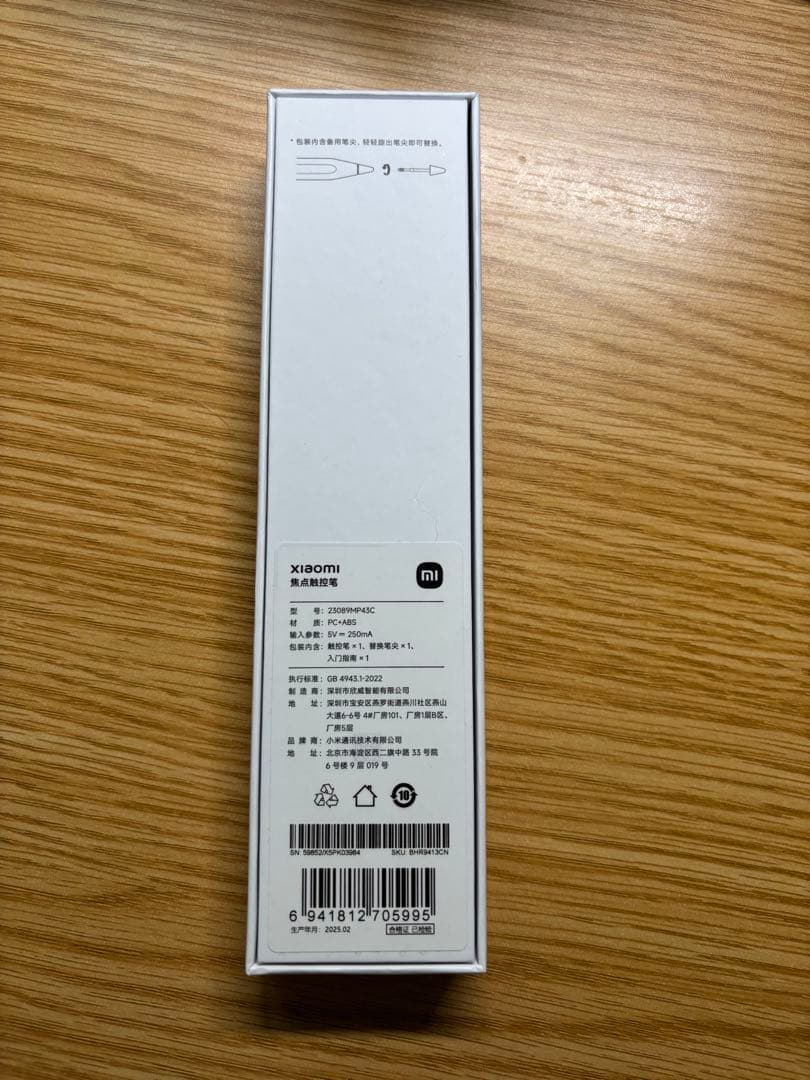 * 包装内含备用笔尖,轻轻旋出笔尖即可替换。
xiaomi
焦点触控笔
mi
型 号:23089MP43C
材 质:PC+ABS
输入参数:5V ⎓ 250mA
包装内含:触控笔×1、替换笔尖×1、
入门指南×1
执行标准:GB 4943.1-2022
制 造 商:深圳市欣威智能有限公司
地 址:深圳市宝安区燕罗街道燕川社区燕山
大道6-6号 4#厂房101、厂房1层B区、
厂房5层
品 牌 商:小米通讯技术有限公司
地 址:北京市海淀区西二旗中路 33 号院
6 号楼 9 层 019 号
10
SN: 59852/X5PK03984 SKU: BHR9413CN
6 941812 705995
生产年月:2025.02 合格证 已检验